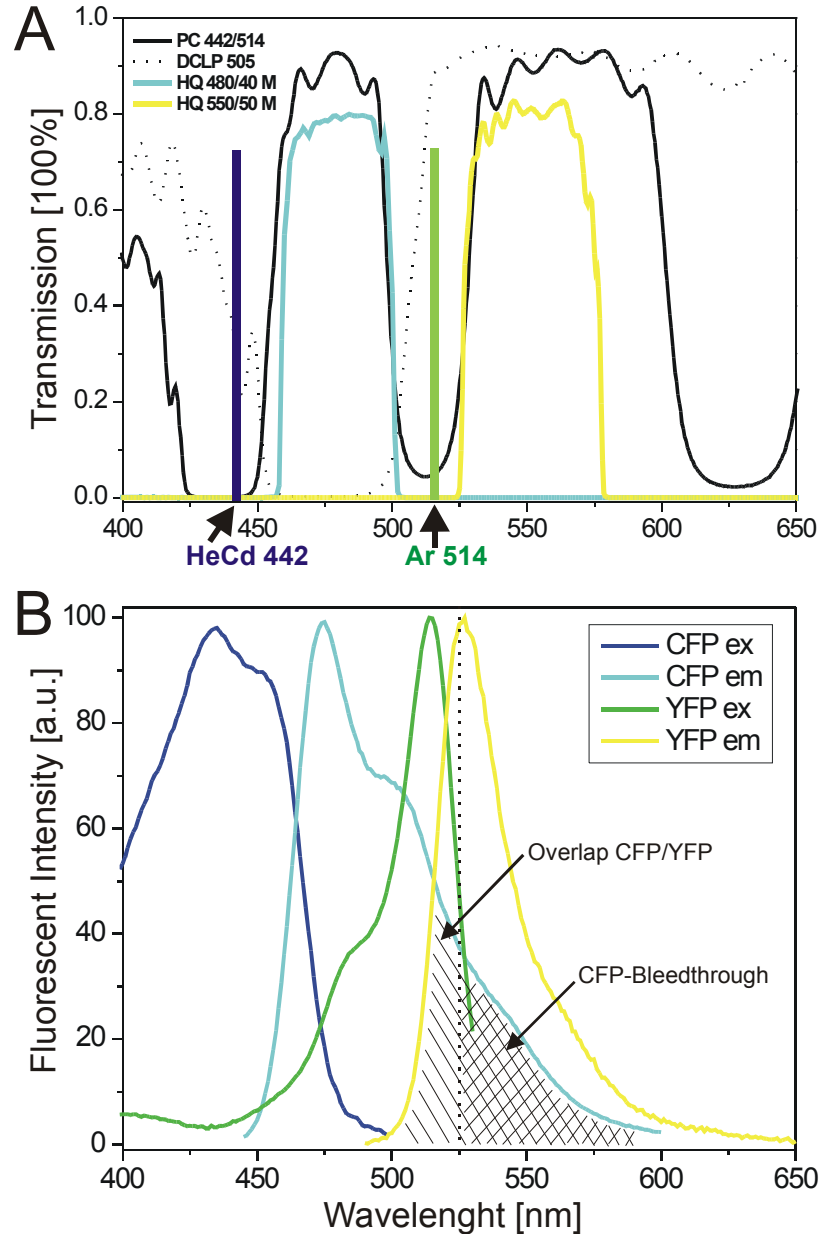 A
PC 442/514
DCLP 505
HQ 480/40 M
HQ 550/50 M
Transmission [100%]
1.0
0.8
0.6
0.4
0.2
0.0
400 450 500 550 600 650
HeCd 442 Ar 514
B
CFP ex
CFP em
YFP ex
YFP em
Fluorescent Intensity [a.u.]
100
80
60
40
20
0
Overlap CFP/YFP
CFP-Bleedthrough
400 450 500 550 600 650
Wavelenght [nm]